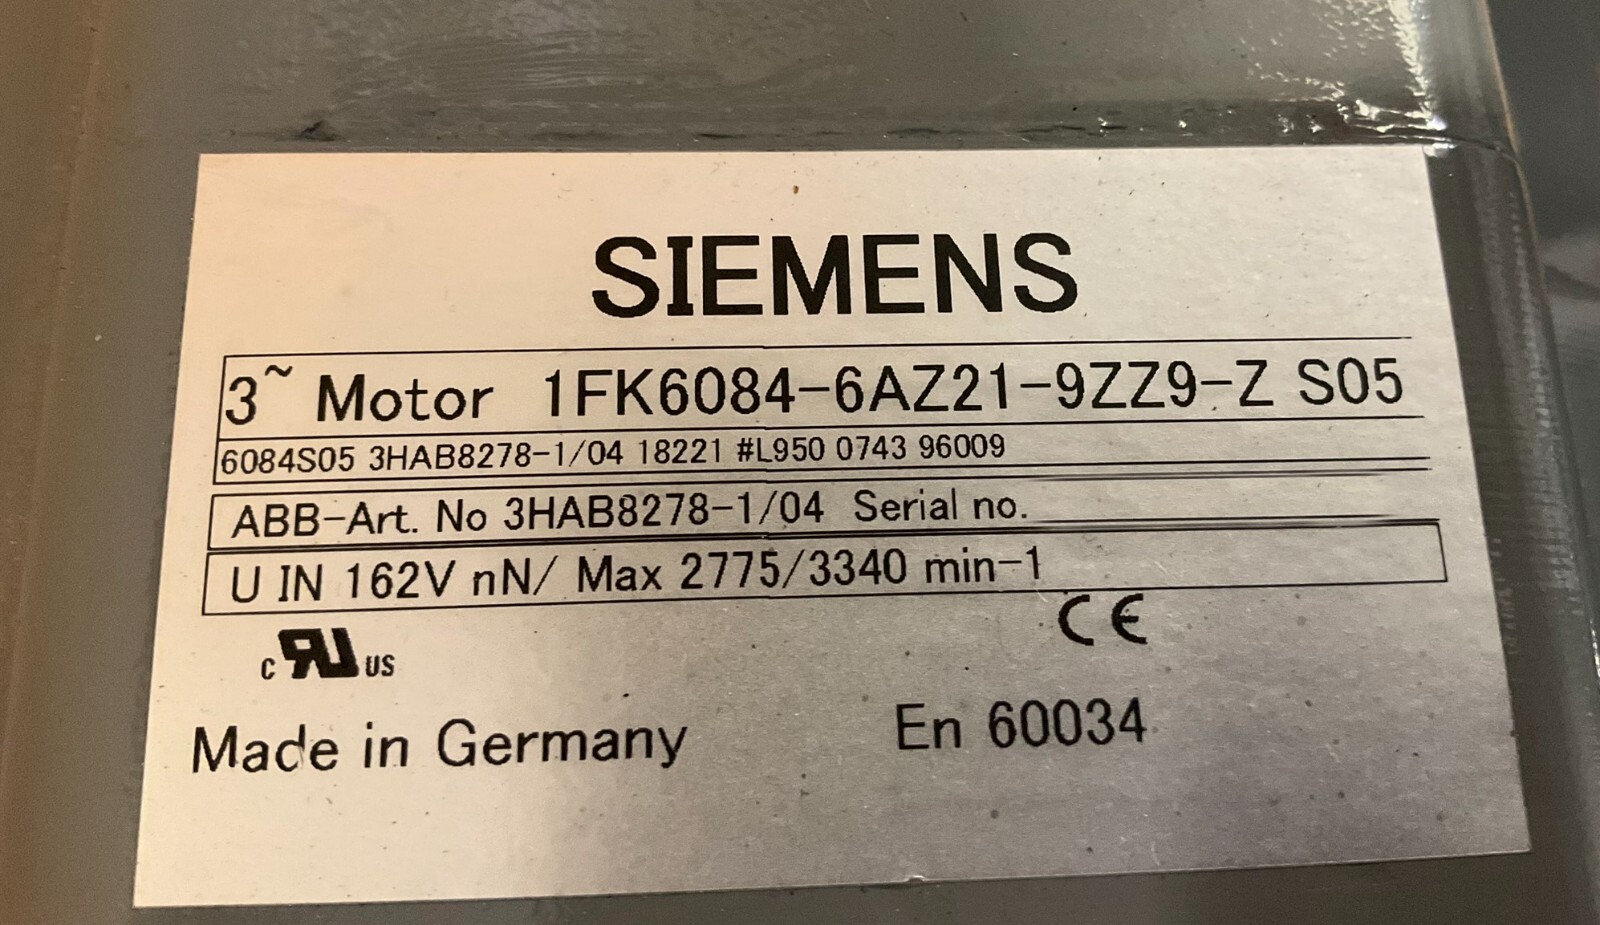 SIEMENS
3~ Motor 1FK6084-6AZ21-9ZZ9-Z S05
6084S05 3HAB8278-1/04 18221 #L950 0743 96009
ABB-Art. No 3HAB8278-1/04 Serial no.
U IN 162V nN/ Max 2775/3340 min-1
CE
c RU US
Made in Germany
En 60034